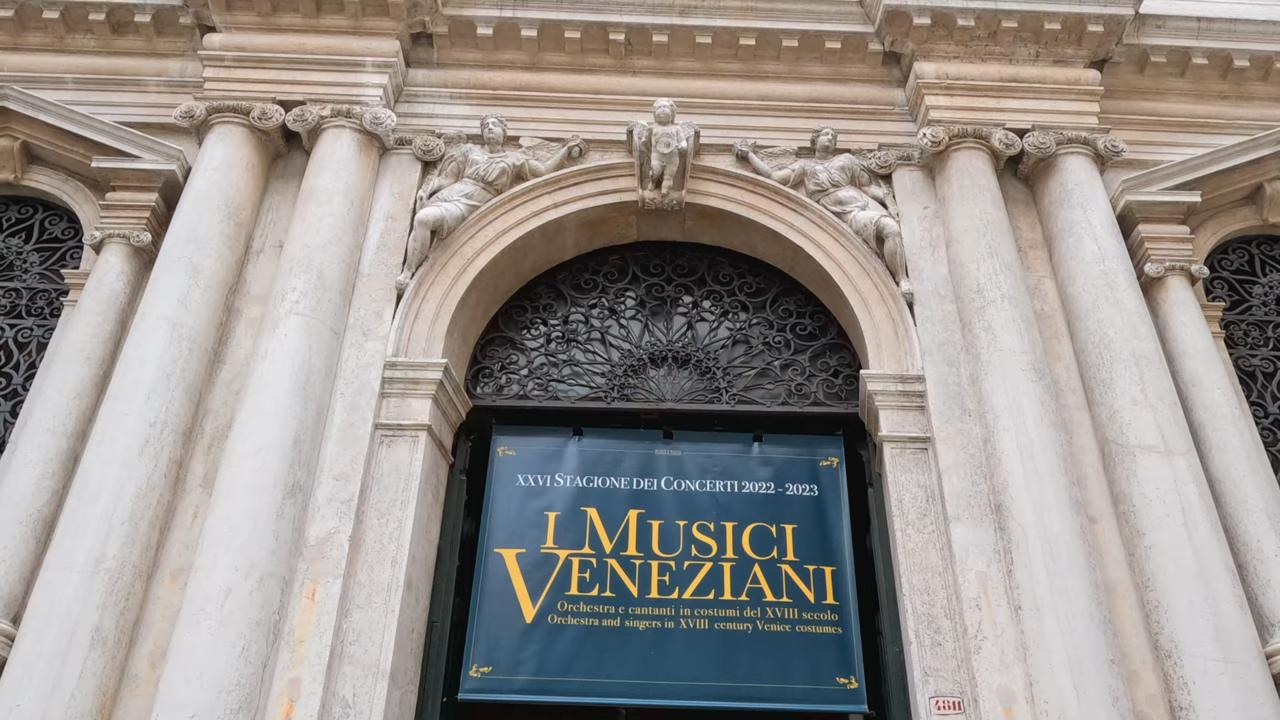 XXVI STAGIONE DEI CONCERTI 2022 - 2023
I MUSICI
VENEZIANI
Orchestra e cantanti in costumi del XVIII secolo
Orchestra and singers in XVIII century Venice costumes
4811